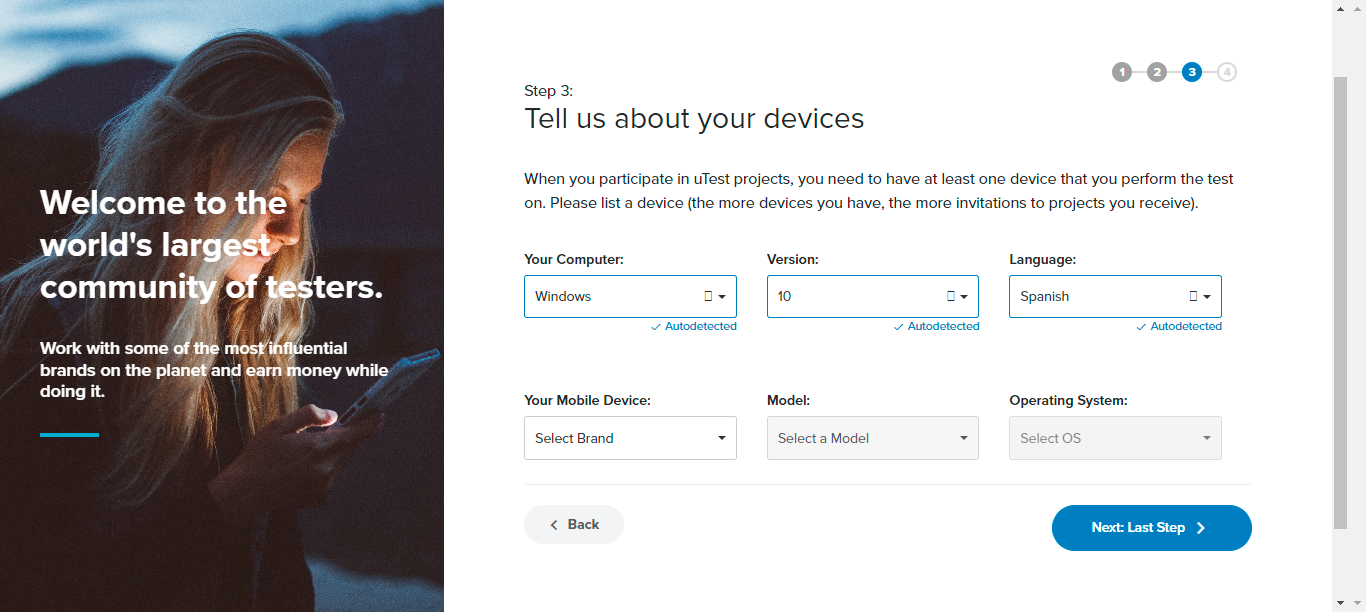 Welcome to the
world's largest
community of testers.
Work with some of the most influential
brands on the planet and earn money while
doing it.
1 2 3 4
Step 3:
Tell us about your devices
When you participate in uTest projects, you need to have at least one device that you perform the test
on. Please list a device (the more devices you have, the more invitations to projects you receive).
Your Computer: Version: Language:
Windows 10 Spanish
Autodetected Autodetected Autodetected
Your Mobile Device: Model: Operating System:
Select Brand Select a Model Select OS
Back Next: Last Step